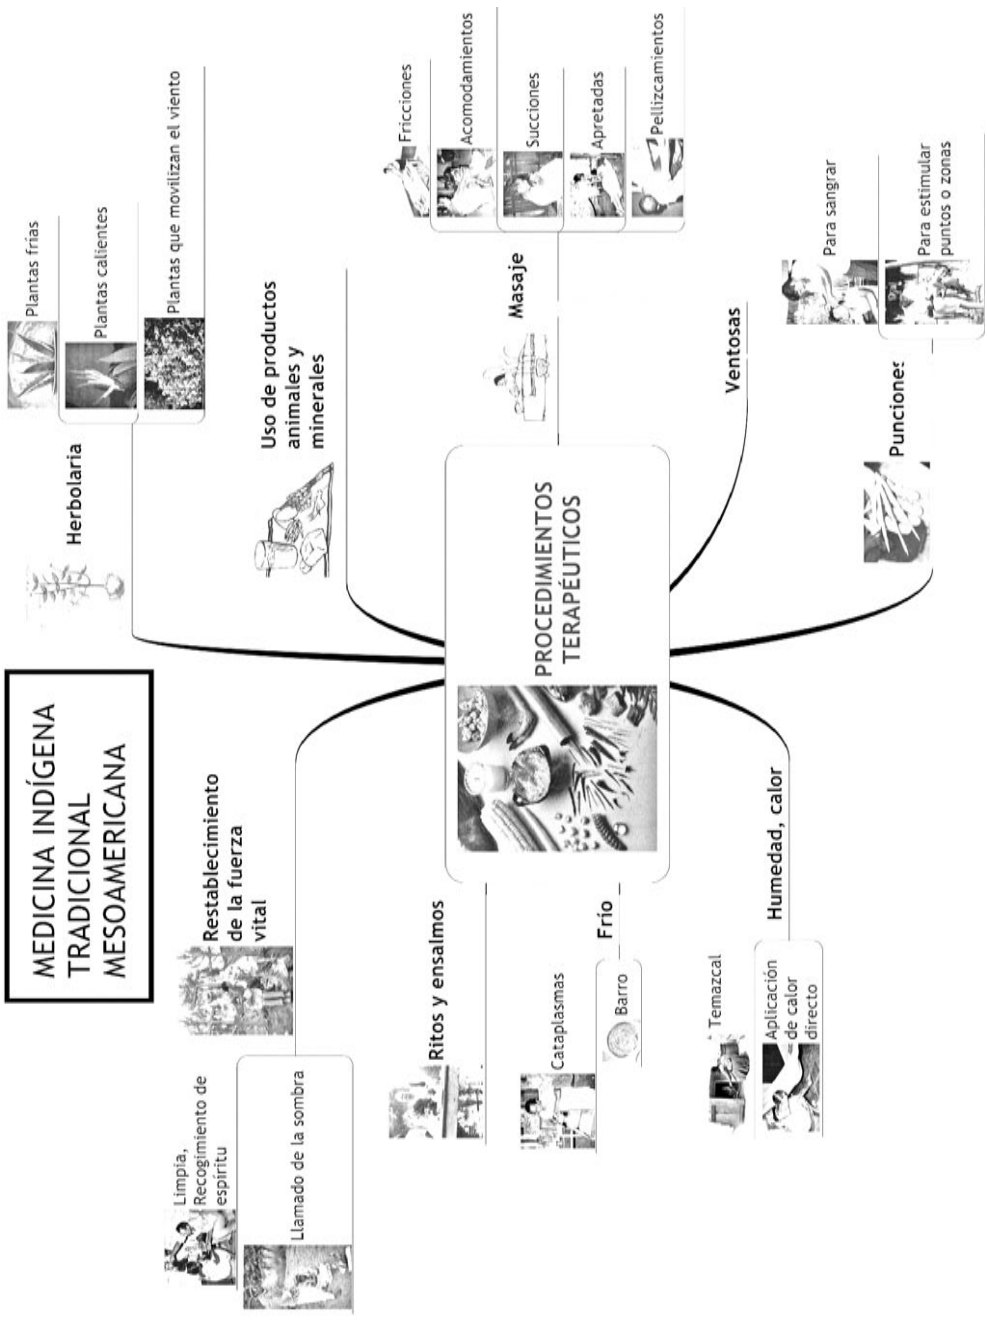 MEDICINA INDÍGENA
TRADICIONAL
MESOAMERICANA
PROCEDIMIENTOS
TERAPÉUTICOS
Herbolaria
Plantas frías
Plantas calientes
Plantas que movilizan el viento
Uso de productos
animales y
minerales
Masaje
Fricciones
Acomodamientos
Succiones
Apretadas
Pellizcamientos
Ventosas
Punciones
Para sangrar
Para estimular
puntos o zonas
Restablecimiento
de la fuerza
vital
Limpia,
Recogimiento de
espíritu
Llamado de la sombra
Ritos y ensalmos
Frío
Cataplasmas
Barro
Humedad, calor
Temazcal
Aplicación
de calor
directo